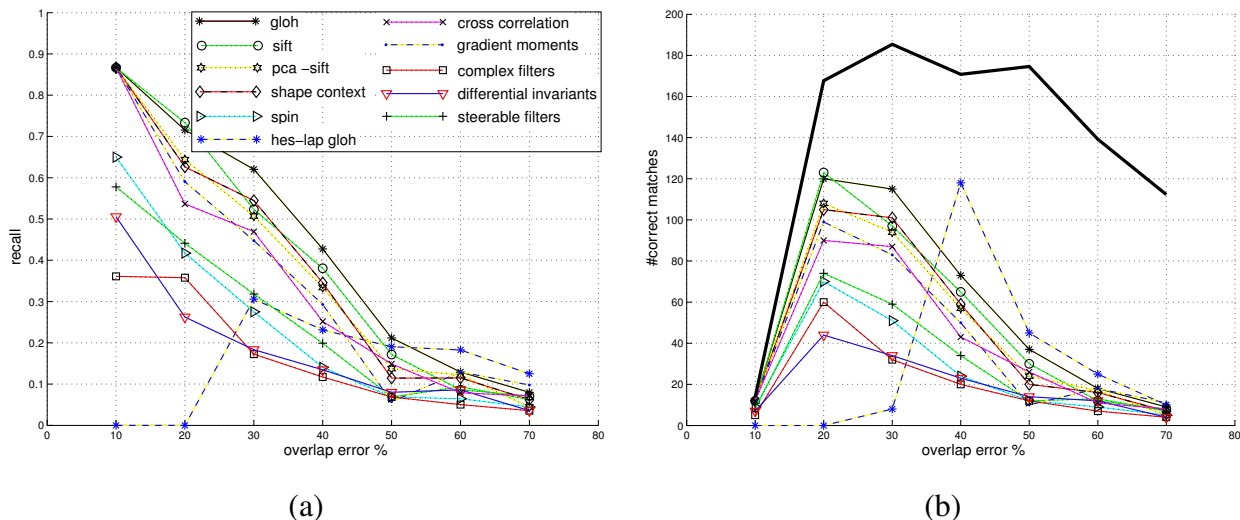 1
0.9
0.8
0.7
0.6
0.5
0.4
0.3
0.2
0.1
0
recall
0 10 20 30 40 50 60 70 80
overlap error %
gloh
sift
pca −sift
shape context
spin
hes−lap gloh
cross correlation
gradient moments
complex filters
differential invariants
steerable filters
(a)
200
180
160
140
120
100
80
60
40
20
0
#correct matches
0 10 20 30 40 50 60 70 80
overlap error %
(b)